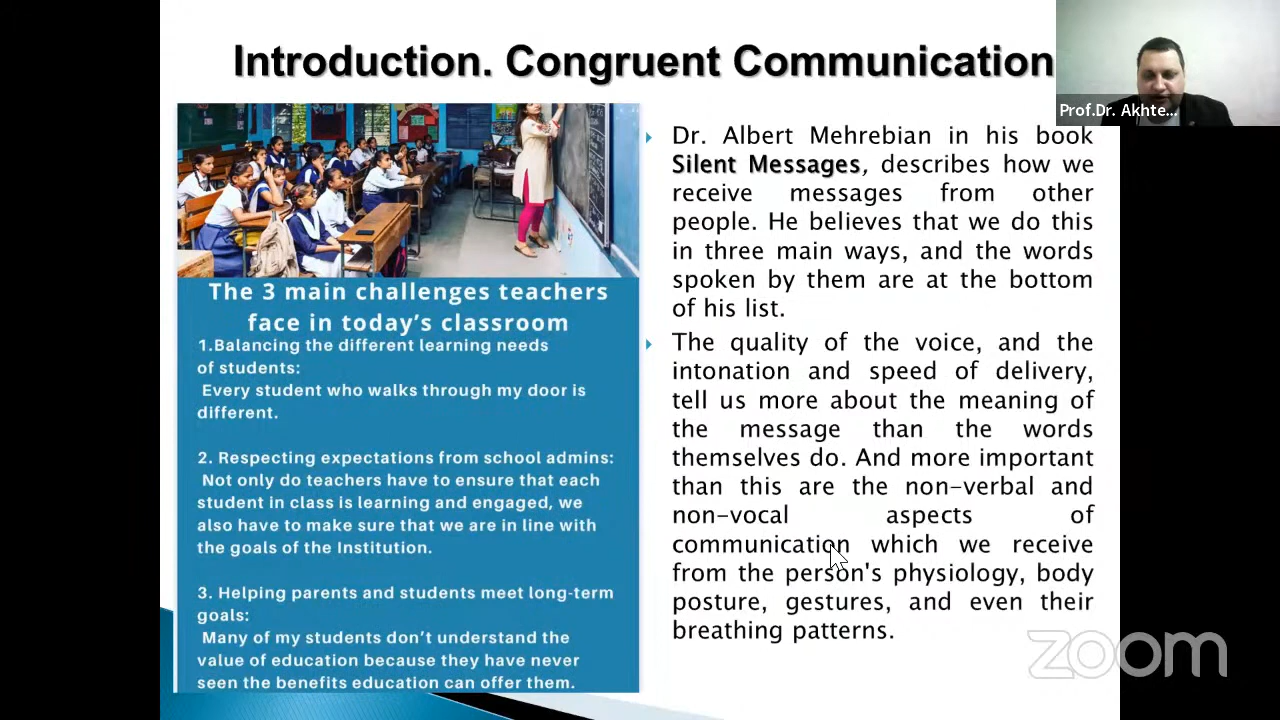 Introduction. Congruent Communication
Prof.Dr. Akhte...
The 3 main challenges teachers
face in today's classroom
1.Balancing the different learning needs
of students:
Every student who walks through my door is
different.
2. Respecting expectations from school admins:
Not only do teachers have to ensure that each
student in class is learning and engaged, we
also have to make sure that we are in line with
the goals of the Institution.
3. Helping parents and students meet long-term
goals:
Many of my students don't understand the
value of education because they have never
seen the benefits education can offer them.
Dr. Albert Mehrebian in his book
Silent Messages, describes how we
receive messages from other
people. He believes that we do this
in three main ways, and the words
spoken by them are at the bottom
of his list.
The quality of the voice, and the
intonation and speed of delivery,
tell us more about the meaning of
the message than the words
themselves do. And more important
than this are the non-verbal and
non-vocal aspects of
communication which we receive
from the person's physiology, body
posture, gestures, and even their
breathing patterns.
zoom